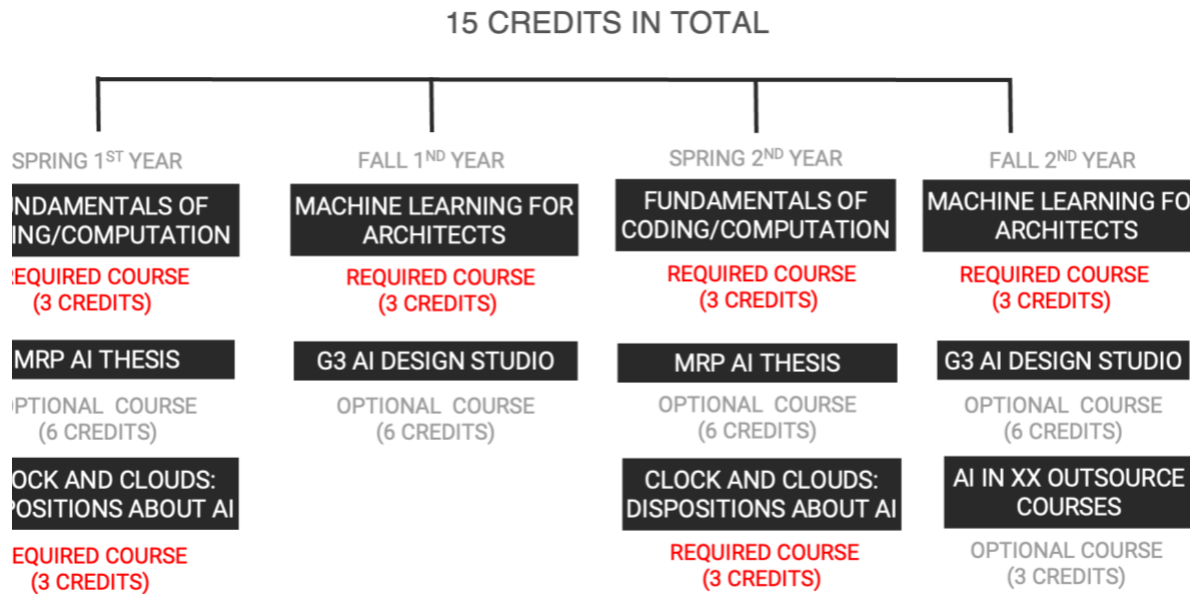 15 CREDITS IN TOTAL
SPRING 1ST YEAR
NDAMENTALS OF
ING/COMPUTATION
EQUIRED COURSE
(3 CREDITS)
MRP AI THESIS
OPTIONAL COURSE
(6 CREDITS)
OCK AND CLOUDS:
POSITIONS ABOUT AI
EQUIRED COURSE
(3 CREDITS)
FALL 1ND YEAR
MACHINE LEARNING FOR
ARCHITECTS
REQUIRED COURSE
(3 CREDITS)
G3 AI DESIGN STUDIO
OPTIONAL COURSE
(6 CREDITS)
SPRING 2ND YEAR
FUNDAMENTALS OF
CODING/COMPUTATION
REQUIRED COURSE
(3 CREDITS)
MRP AI THESIS
OPTIONAL COURSE
(6 CREDITS)
CLOCK AND CLOUDS:
DISPOSITIONS ABOUT AI
REQUIRED COURSE
(3 CREDITS)
FALL 2ND YEAR
MACHINE LEARNING FO
ARCHITECTS
REQUIRED COURSE
(3 CREDITS)
G3 AI DESIGN STUDIO
OPTIONAL COURSE
(6 CREDITS)
AI IN XX OUTSOURCE
COURSES
OPTIONAL COURSE
(3 CREDITS)